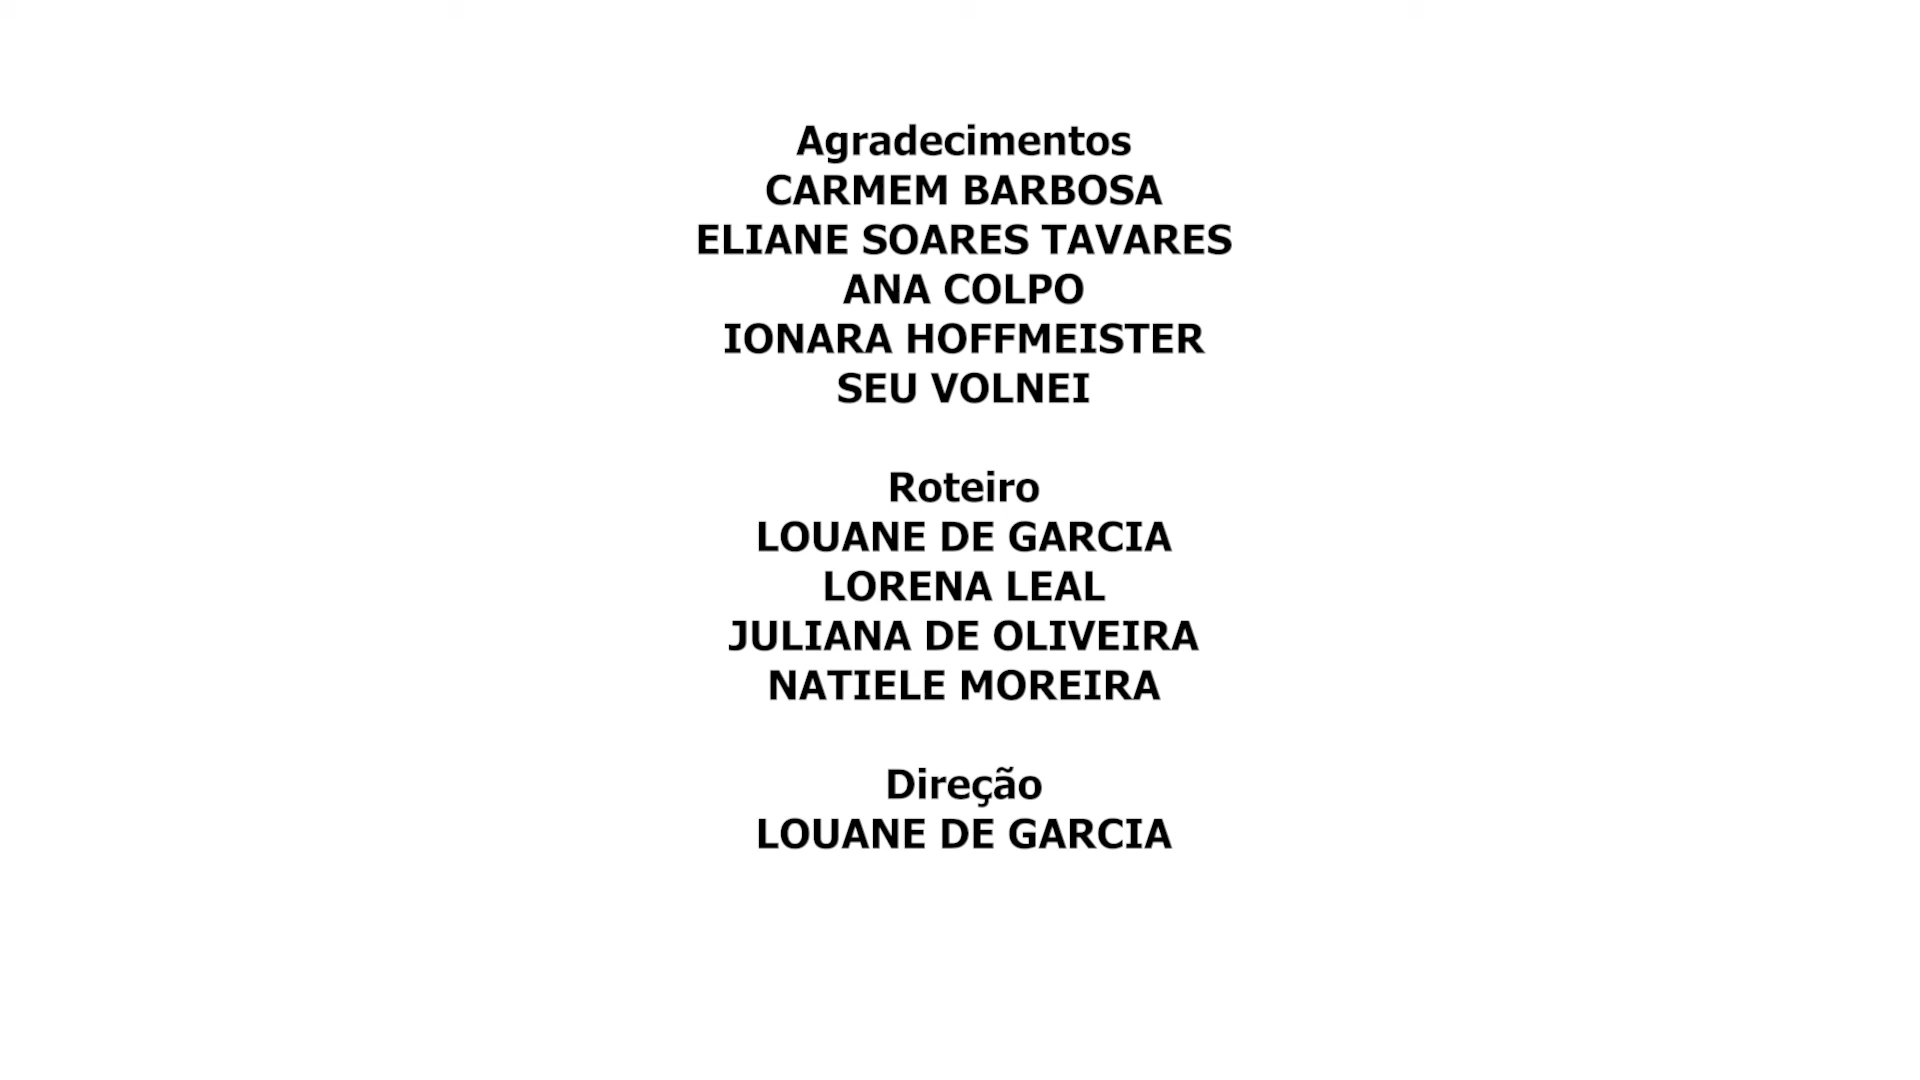 Agradecimentos
CARMEM BARBOSA
ELIANE SOARES TAVARES
ANA COLPO
IONARA HOFFMEISTER
SEU VOLNEI
Roteiro
LOUANE DE GARCIA
LORENA LEAL
JULIANA DE OLIVEIRA
NATIELE MOREIRA
Direção
LOUANE DE GARCIA